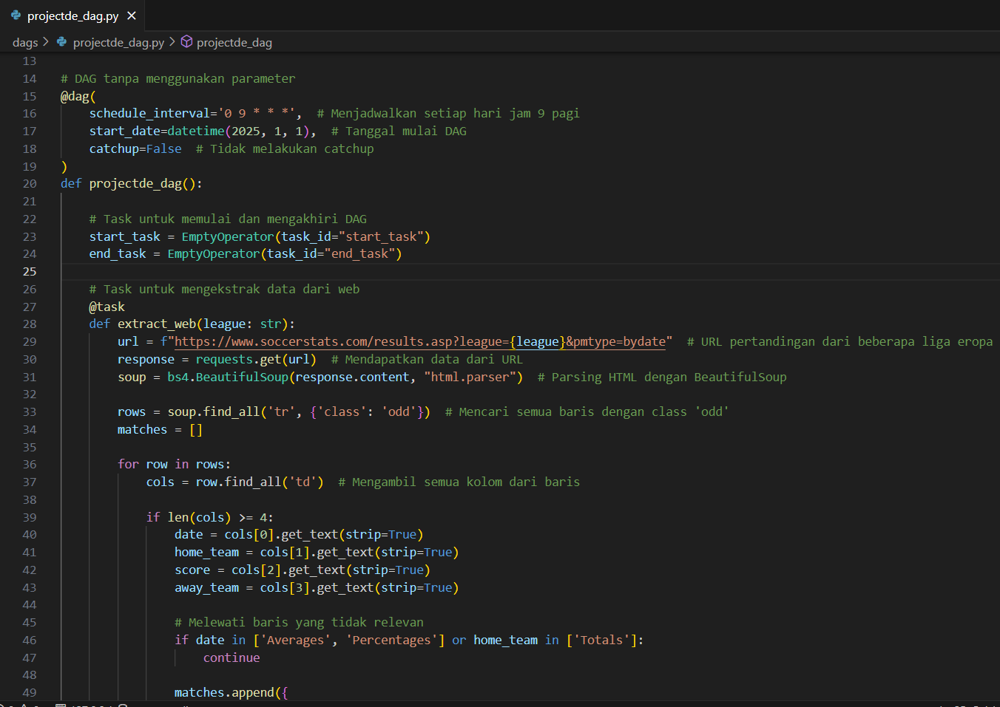 projectde_dag.py
dags > projectde_dag.py > projectde_dag
13
14 # DAG tanpa menggunakan parameter
15 @dag(
16     schedule_interval='0 9 * * *',  # Menjadwalkan setiap hari jam 9 pagi
17     start_date=datetime(2025, 1, 1),  # Tanggal mulai DAG
18     catchup=False  # Tidak melakukan catchup
19 )
20 def projectde_dag():
21
22     # Task untuk memulai dan mengakhiri DAG
23     start_task = EmptyOperator(task_id="start_task")
24     end_task = EmptyOperator(task_id="end_task")
25
26     # Task untuk mengekstrak data dari web
27     @task
28     def extract_web(league: str):
29         url = f"https://www.soccerstats.com/results.asp?league={league}&pmtype=bydate"  # URL pertandingan dari beberapa liga eropa
30         response = requests.get(url)  # Mendapatkan data dari URL
31         soup = bs4.BeautifulSoup(response.content, "html.parser")  # Parsing HTML dengan BeautifulSoup
32
33         rows = soup.find_all('tr', {'class': 'odd'})  # Mencari semua baris dengan class 'odd'
34         matches = []
35
36         for row in rows:
37             cols = row.find_all('td')  # Mengambil semua kolom dari baris
38
39             if len(cols) >= 4:
40                 date = cols[0].get_text(strip=True)
41                 home_team = cols[1].get_text(strip=True)
42                 score = cols[2].get_text(strip=True)
43                 away_team = cols[3].get_text(strip=True)
44
45                 # Melewati baris yang tidak relevan
46                 if date in ['Averages', 'Percentages'] or home_team in ['Totals']:
47                     continue
48
49                 matches.append({